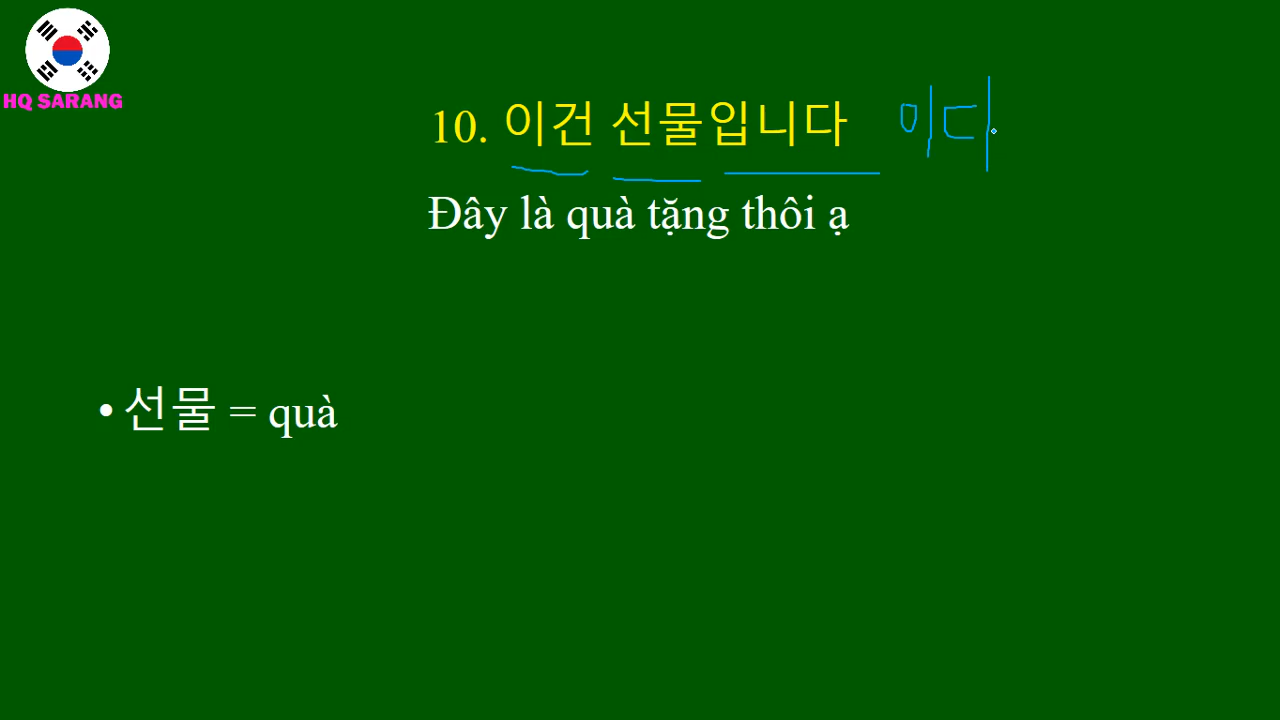 HQ SARANG
10. 이건 선물입니다 이다
Đây là quà tặng thôi ạ
• 선물 = quà